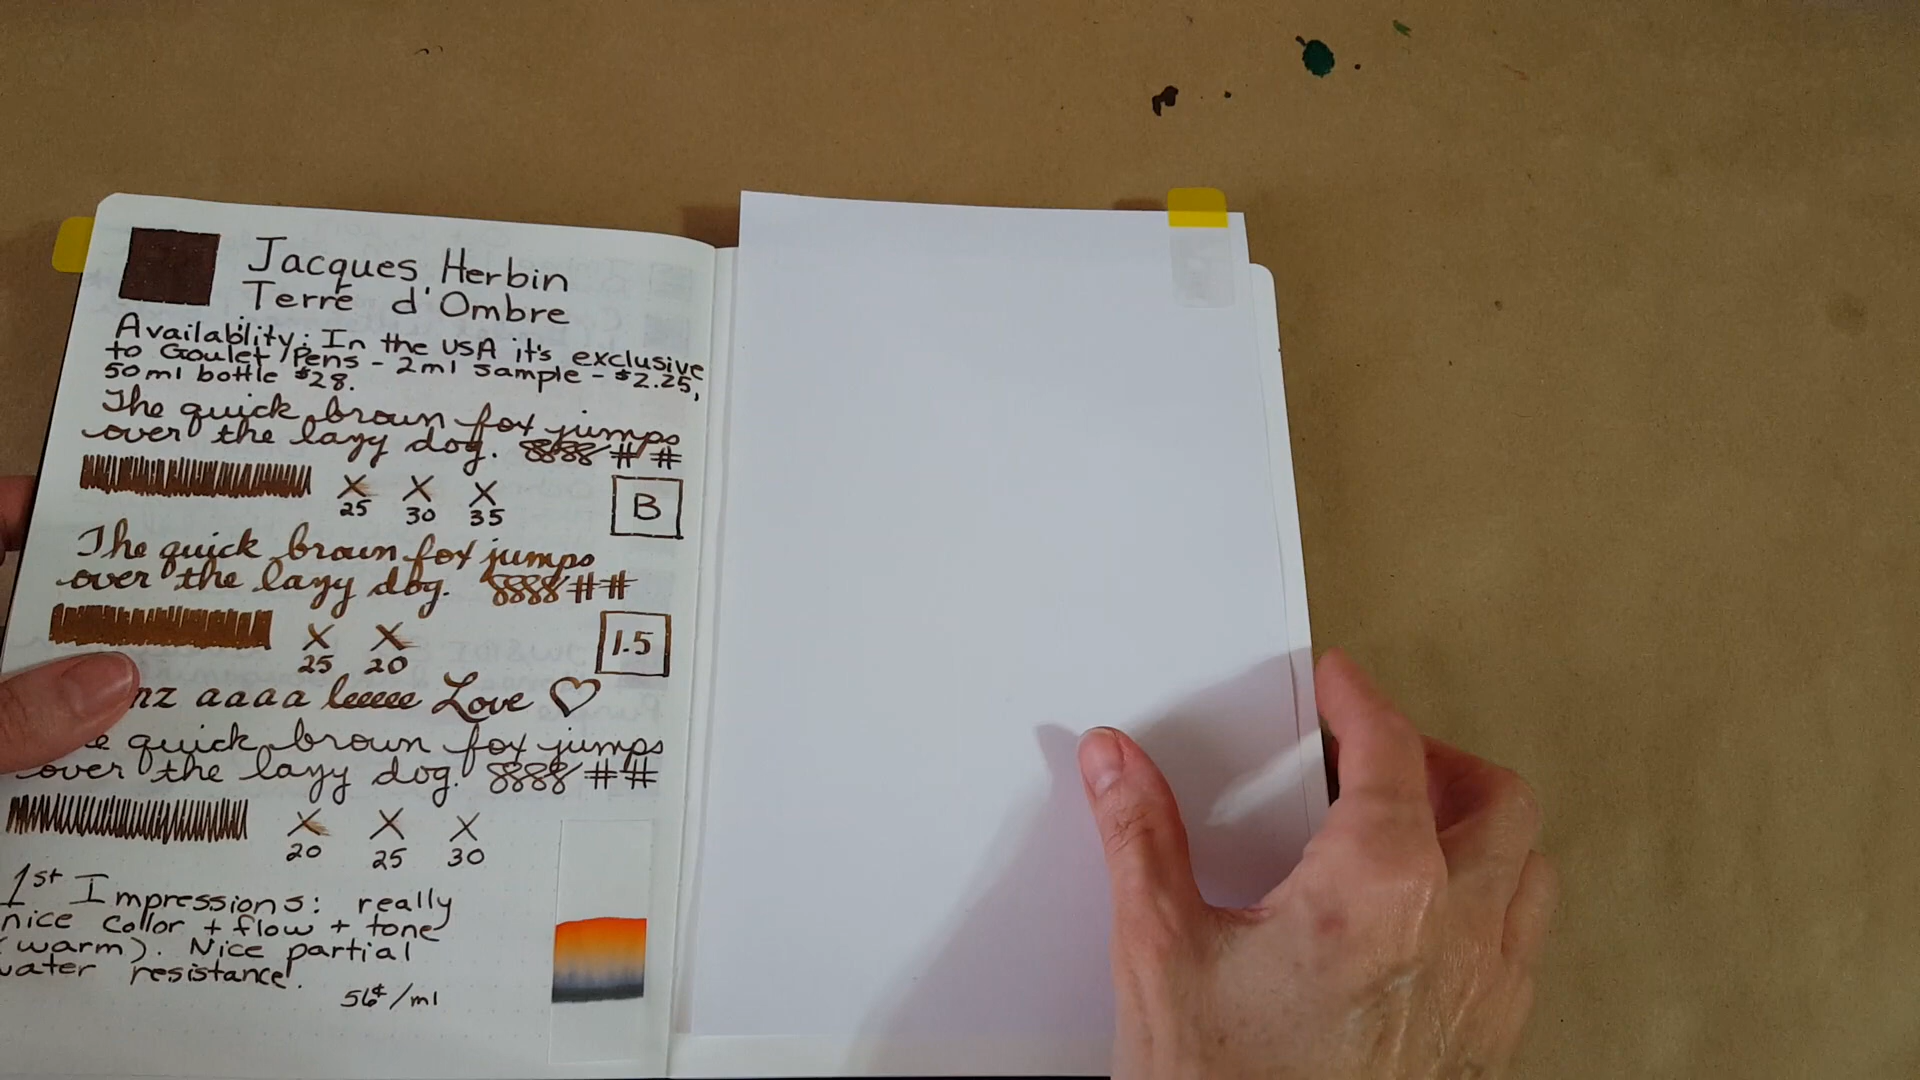 Jacques Herbin
Terre d'Ombre
Availability: In the USA it's exclusive
to Goulet Pens - 2ml sample - $2.25,
50ml bottle $28.
The quick brown fox jumps
over the lazy dog. 8888 # #
X X X
25 30 35
B
The quick brown fox jumps
over the lazy dog. 8888 # #
X X
25 20
1.5
nz aaaa leeeee Love ♡
quick brown fox jumps
over the lazy dog. 8888 # #
X X X
20 25 30
1st Impressions: really
nice color + flow + tone
(warm). Nice partial
water resistance.
56¢/ml